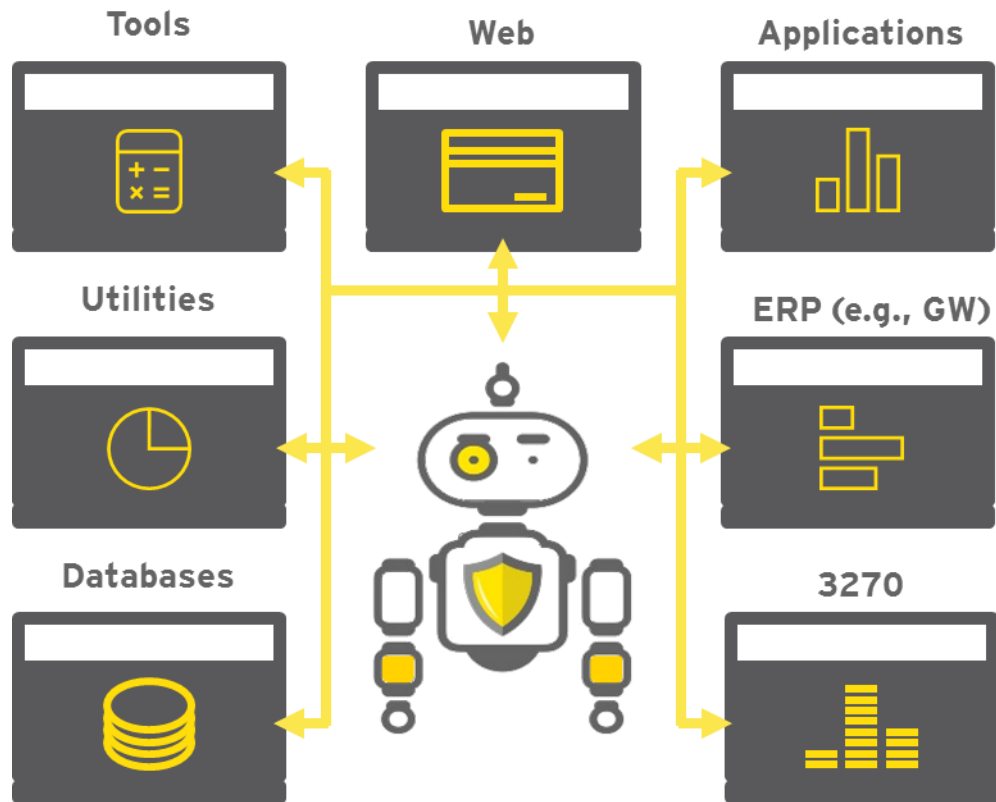 Tools
Web
Applications
Utilities
ERP (e.g., GW)
Databases
3270